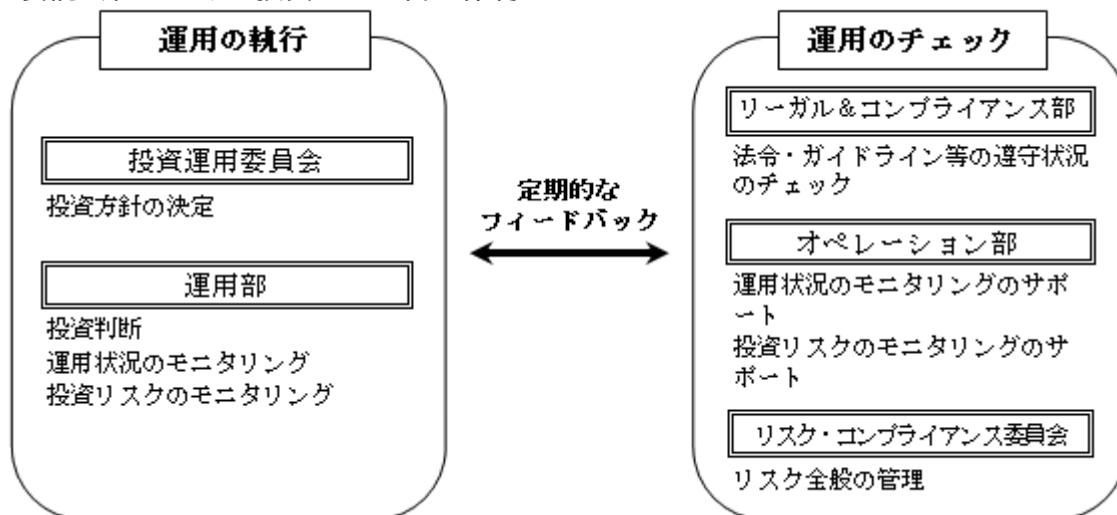 運用の執行
投資運用委員会
投資方針の決定
運用部
投資判断
運用状況のモニタリング
投資リスクのモニタリング
定期的な
フィードバック
運用のチェック
リーガル＆コンプライアンス部
法令・ガイドライン等の遵守状況
のチェック
オペレーション部
運用状況のモニタリングのサポ
ート
投資リスクのモニタリングのサ
ポート
リスク・コンプライアンス委員会
リスク全般の管理